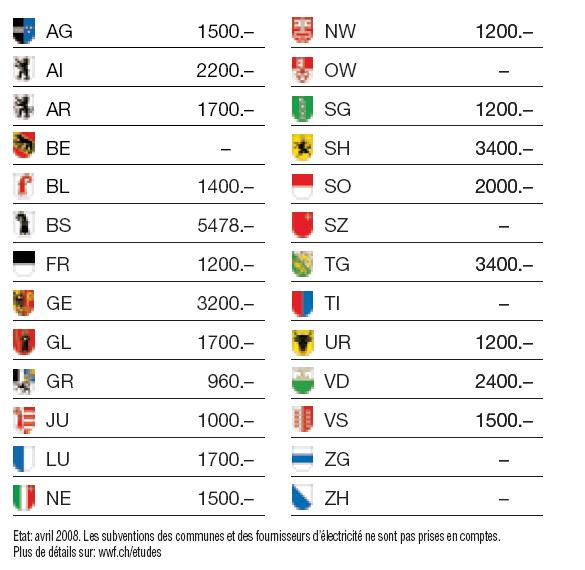 AG 1500.–
AI 2200.–
AR 1700.–
BE –
BL 1400.–
BS 5478.–
FR 1200.–
GE 3200.–
GL 1700.–
GR 960.–
JU 1000.–
LU 1700.–
NE 1500.–
NW 1200.–
OW –
SG 1200.–
SH 3400.–
SO 2000.–
SZ –
TG 3400.–
TI –
UR 1200.–
VD 2400.–
VS 1500.–
ZG –
ZH –
Etat: avril 2008. Les subventions des communes et des fournisseurs d'électricité ne sont pas prises en comptes.
Plus de détails sur: wwf.ch/etudes